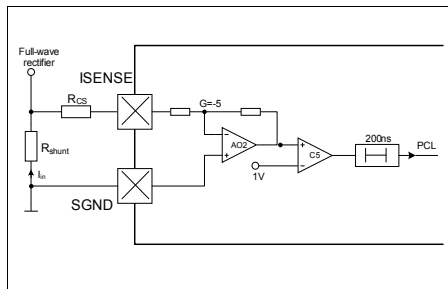 Full-wave
rectifier
ISENSE
RCS
G=-5
200ns
AO2
C5
PCL
Rshunt
1V
Iin
SGND